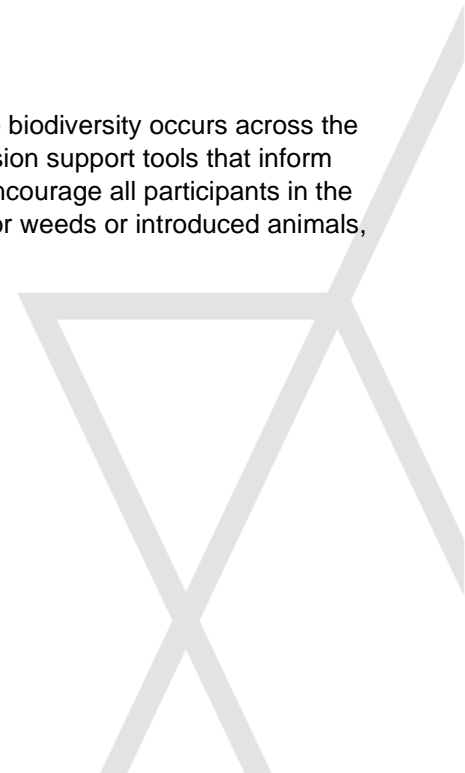 biodiversity occurs across the
sion support tools that inform
ncourage all participants in the
or weeds or introduced animals,